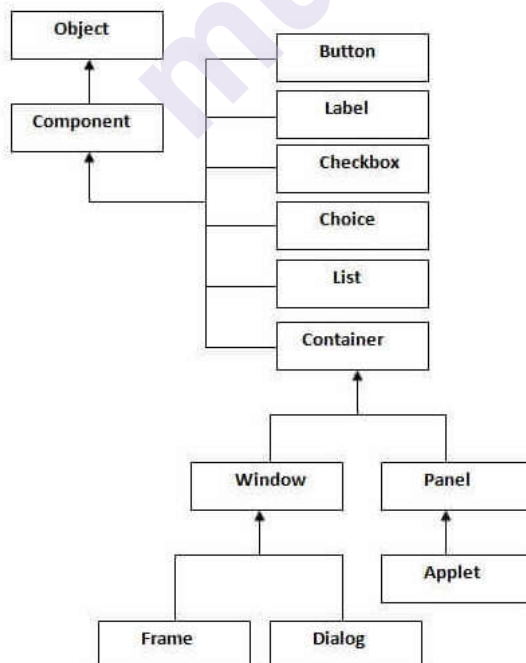 Object
Component
Button
Label
Checkbox
Choice
List
Container
Window
Panel
Applet
Frame
Dialog